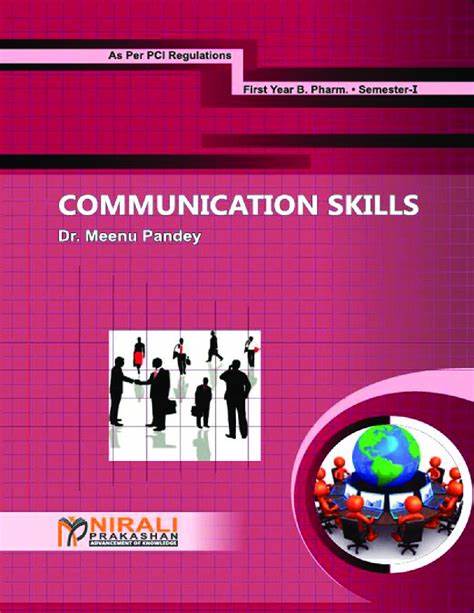 As Per PCI Regulations
First Year B. Pharm. • Semester-I
COMMUNICATION SKILLS
Dr. Meenu Pandey
NIRALI
PRAKASHAN
ADVANCEMENT OF KNOWLEDGE